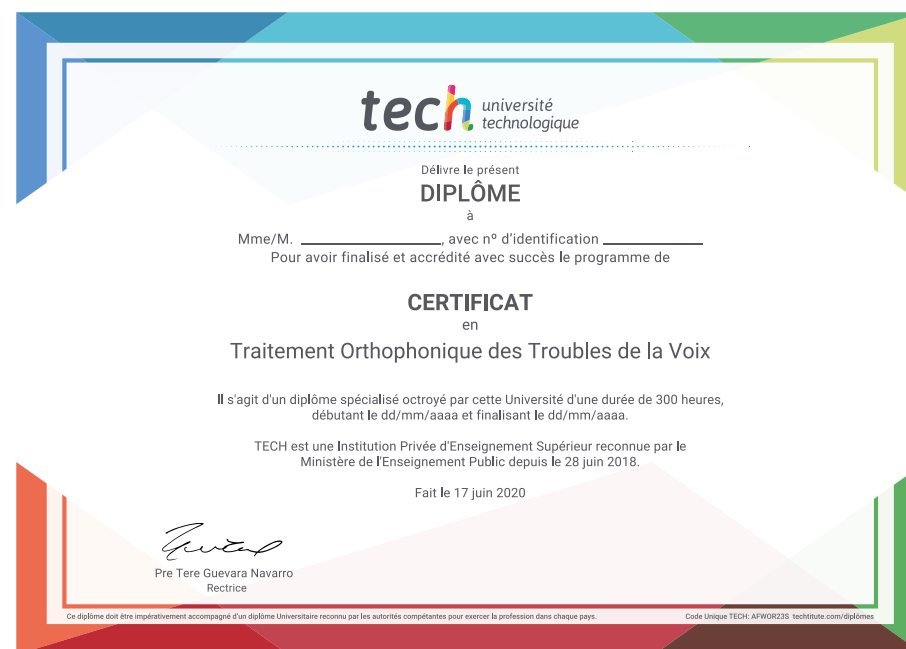 tech université
technologique
Délivre le présent
DIPLÔME
à
Mme/M. ____________________, avec nº d'identification ______________
Pour avoir finalisé et accrédité avec succès le programme de
CERTIFICAT
en
Traitement Orthophonique des Troubles de la Voix
Il s'agit d'un diplôme spécialisé octroyé par cette Université d'une durée de 300 heures,
débutant le dd/mm/aaaa et finalisant le dd/mm/aaaa.
TECH est une Institution Privée d'Enseignement Supérieur reconnue par le
Ministère de l'Enseignement Public depuis le 28 juin 2018.
Fait le 17 juin 2020
Pre Tere Guevara Navarro
Rectrice
Ce diplôme doit être impérativement accompagné d'un diplôme Universitaire reconnu par les autorités compétantes pour exercer la profession dans chaque pays.
Code Unique TECH: AFWOR23S techtitute.com/diplômes